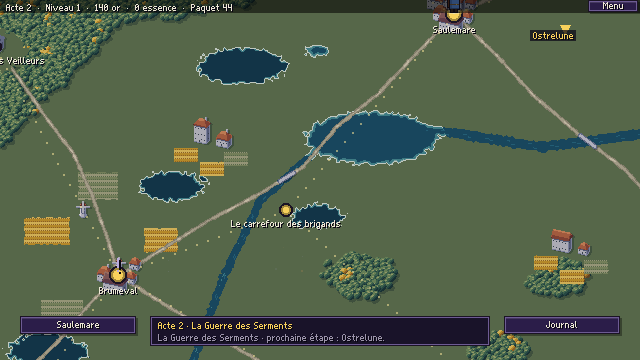 Acte 2 · Niveau 1 · 140 or · 0 essence · Paquet 44
Menu
Saulemare
Ostrelune
s Veilleurs
Le carrefour des brigands
Brumeval
Saulemare
Acte 2 · La Guerre des Serments
La Guerre des Serments · prochaine étape : Ostrelune.
Journal